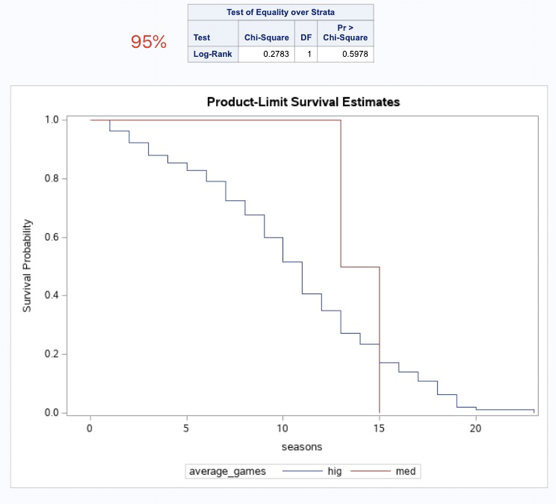 Test of Equality over Strata
95%
Test Chi-Square DF Pr > Chi-Square
Log-Rank 0.2783 1 0.5978
Product-Limit Survival Estimates
1.0
0.8
0.6
0.4
0.2
0.0
Survival Probability
0 5 10 15 20
seasons
average_games hig med